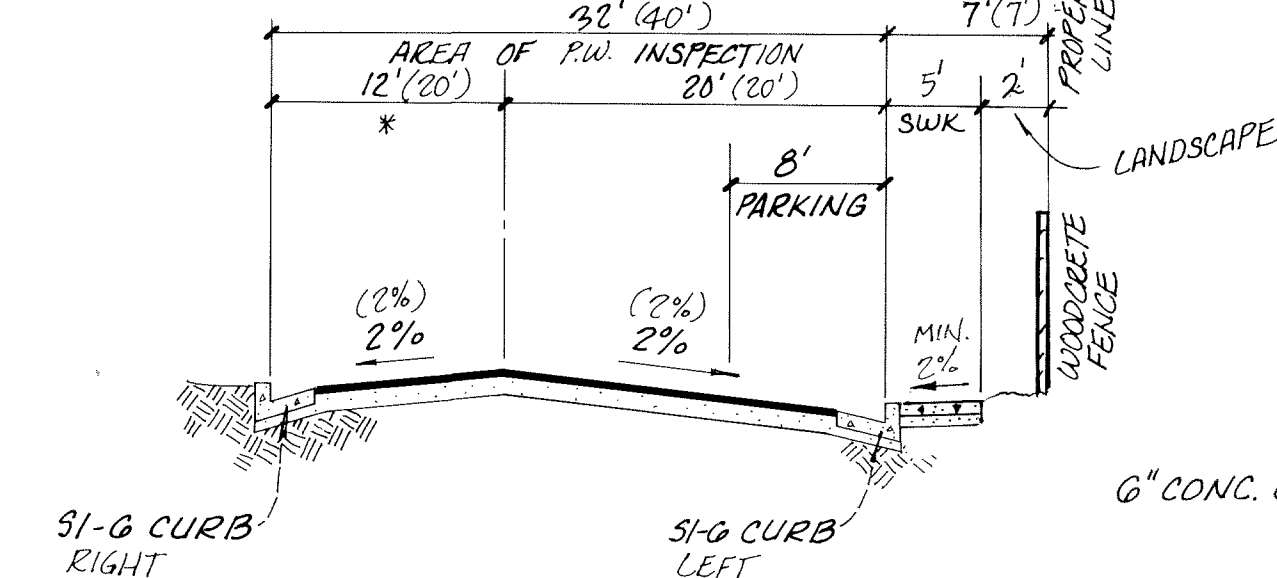 32' (40')
7'(7')
LINE
AREA OF P.W. INSPECTION
12'(20')
20'(20')
5'
2'
*
SWK
LANDSCAPE
8'
PARKING
WOODCRETE
FENCE
(2%)
2%
(2%)
2%
MIN.
2%
6" CONC.
S1-6 CURB
RIGHT
S1-6 CURB
LEFT